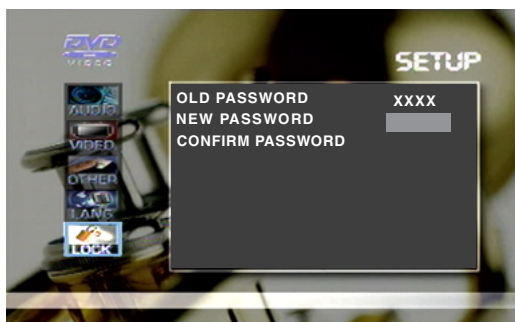 DVD
VIDEO
SETUP
AUDIO
VIDEO
OTHER
LANG
LOCK
OLD PASSWORD XXXX
NEW PASSWORD
CONFIRM PASSWORD